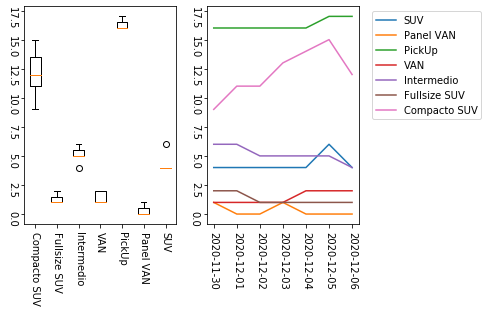 17.5
15.0
12.5
10.0
7.5
5.0
2.5
0.0
Compacto SUV
Fullsize SUV
Intermedio
VAN
PickUp
Panel VAN
SUV
17.5
15.0
12.5
10.0
7.5
5.0
2.5
0.0
2020-11-30
2020-12-01
2020-12-02
2020-12-03
2020-12-04
2020-12-05
2020-12-06
SUV
Panel VAN
PickUp
VAN
Intermedio
Fullsize SUV
Compacto SUV